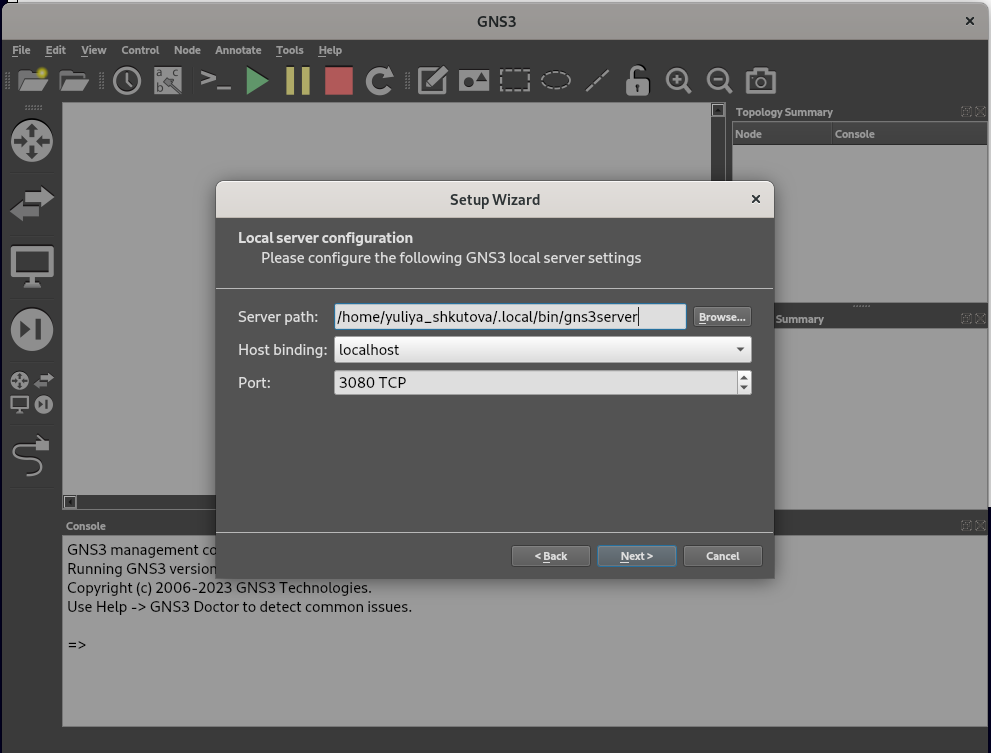 GNS3
File Edit View Control Node Annotate Tools Help
a c
b
Topology Summary
Node Console
Setup Wizard
Local server configuration
Please configure the following GNS3 local server settings
Server path: /home/yuliya_shkutova/.local/bin/gns3server Browse...
Summary
Host binding: localhost
Port: 3080 TCP
< Back Next > Cancel
Console
GNS3 management co
Running GNS3 version
Copyright (c) 2006-2023 GNS3 Technologies.
Use Help -> GNS3 Doctor to detect common issues.
=>